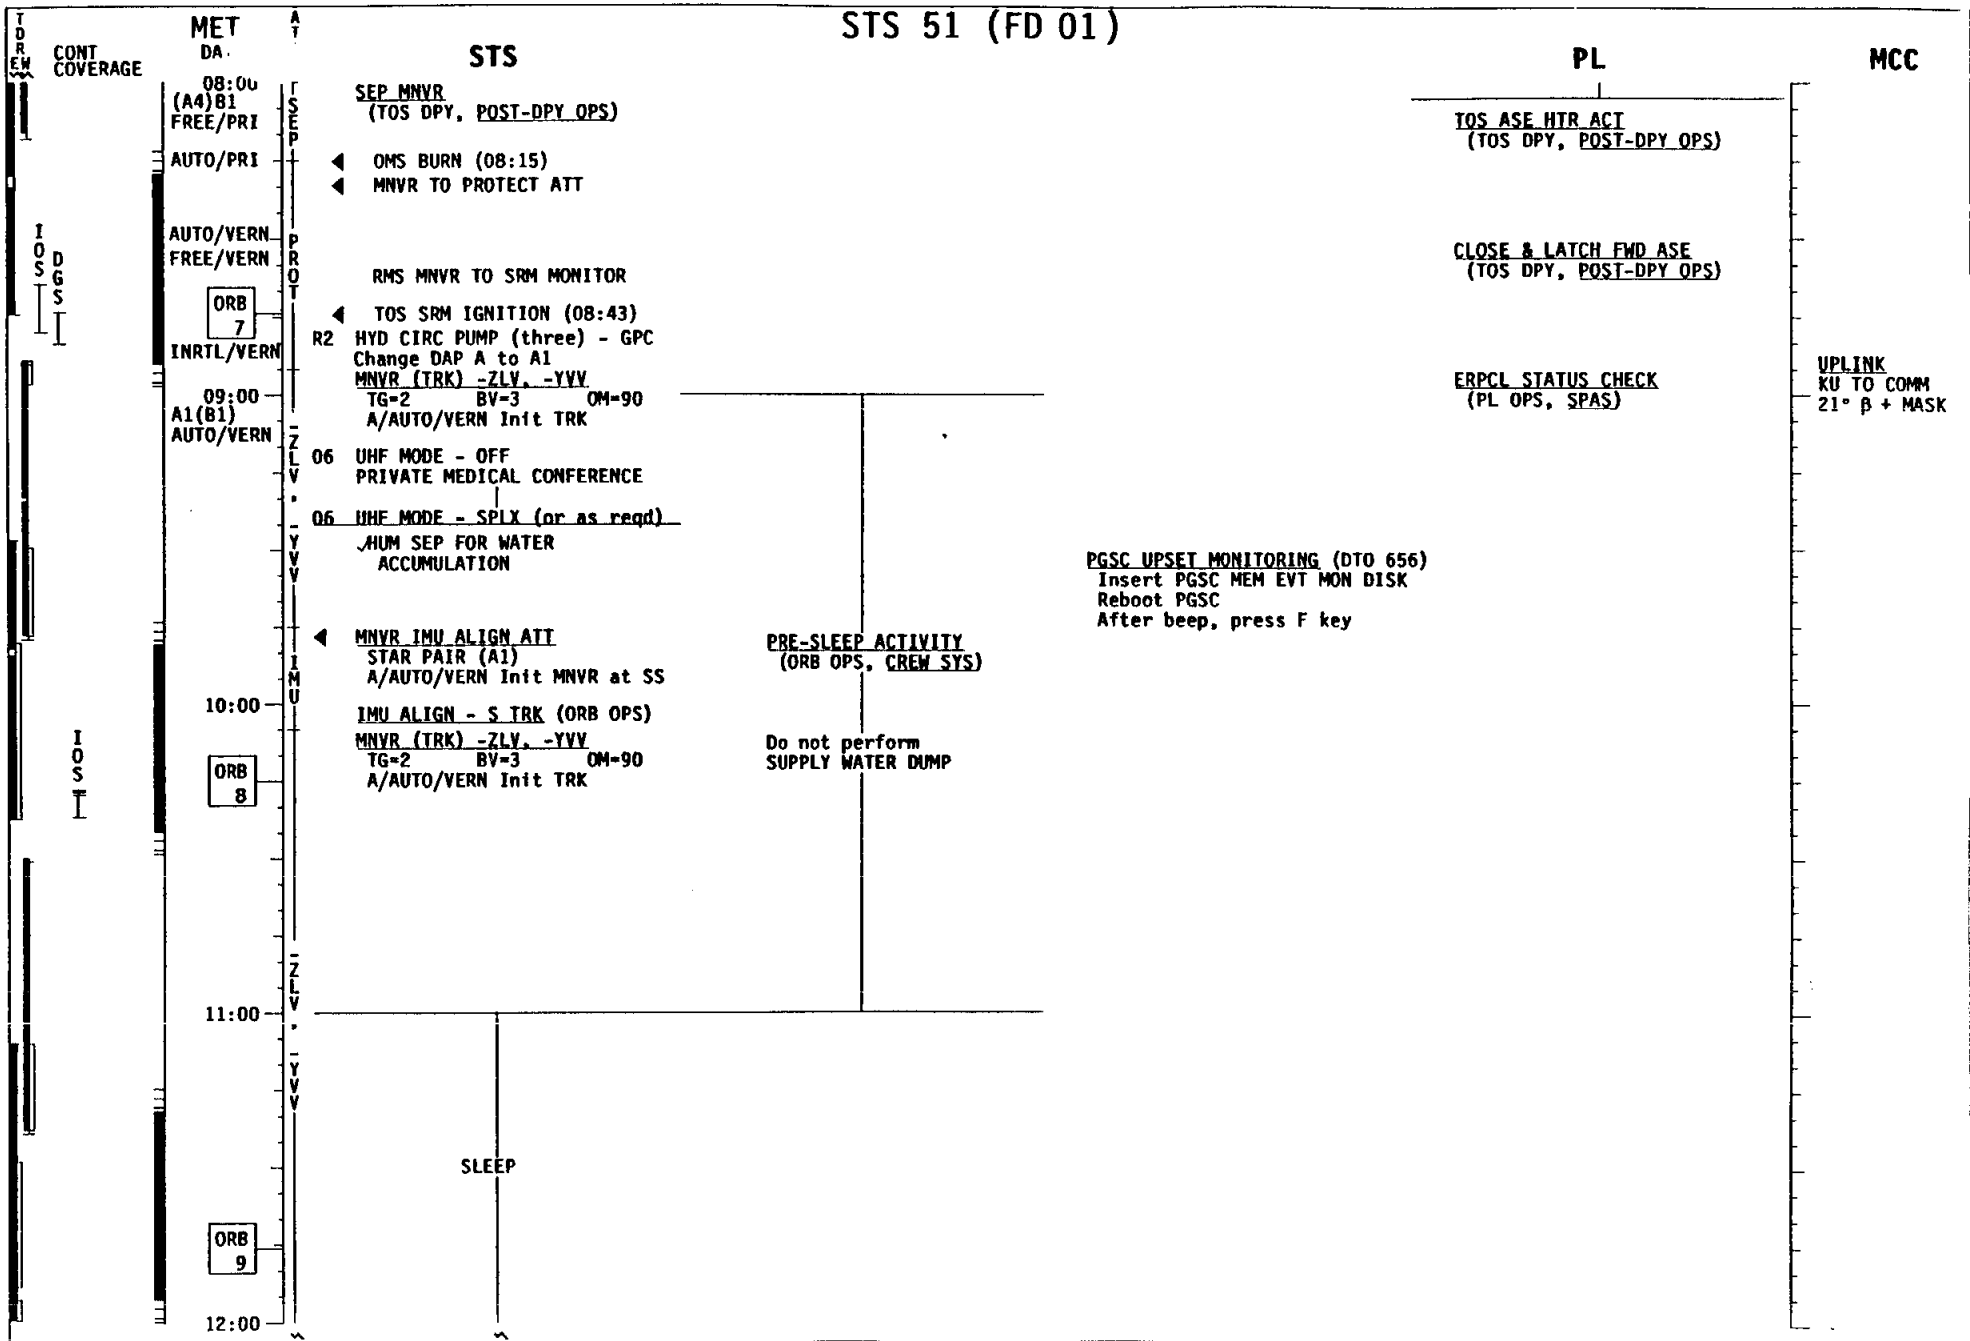 STS 51 (FD 01)
TDRS
E W
CONT
COVERAGE
MET
DA
AT
STS
PL
MCC
08:00
(A4)B1
FREE/PRI
AUTO/PRI
AUTO/VERN
FREE/VERN
ORB
7
INRTL/VERN
09:00
A1(B1)
AUTO/VERN
10:00
ORB
8
11:00
ORB
9
12:00
IOS
DGS
IOS
SEP
PROT
-ZLV, -YVV
IMU
-ZLV, -YVV
SEP MNVR
(TOS DPY, POST-DPY OPS)
◀ OMS BURN (08:15)
◀ MNVR TO PROTECT ATT
RMS MNVR TO SRM MONITOR
◀ TOS SRM IGNITION (08:43)
R2 HYD CIRC PUMP (three) - GPC
Change DAP A to A1
MNVR (TRK) -ZLV, -YVV
TG=2 BV=3 OM=90
A/AUTO/VERN Init TRK
O6 UHF MODE - OFF
PRIVATE MEDICAL CONFERENCE
O6 UHF MODE - SPLX (or as reqd)
✓HUM SEP FOR WATER
ACCUMULATION
◀ MNVR IMU ALIGN ATT
STAR PAIR (A1)
A/AUTO/VERN Init MNVR at SS
IMU ALIGN - S TRK (ORB OPS)
MNVR (TRK) -ZLV, -YVV
TG=2 BV=3 OM=90
A/AUTO/VERN Init TRK
SLEEP
PRE-SLEEP ACTIVITY
(ORB OPS, CREW SYS)
Do not perform
SUPPLY WATER DUMP
PGSC UPSET MONITORING (DTO 656)
Insert PGSC MEM EVT MON DISK
Reboot PGSC
After beep, press F key
TOS ASE HTR ACT
(TOS DPY, POST-DPY OPS)
CLOSE & LATCH FWD ASE
(TOS DPY, POST-DPY OPS)
ERPCL STATUS CHECK
(PL OPS, SPAS)
UPLINK
KU TO COMM
21° β + MASK